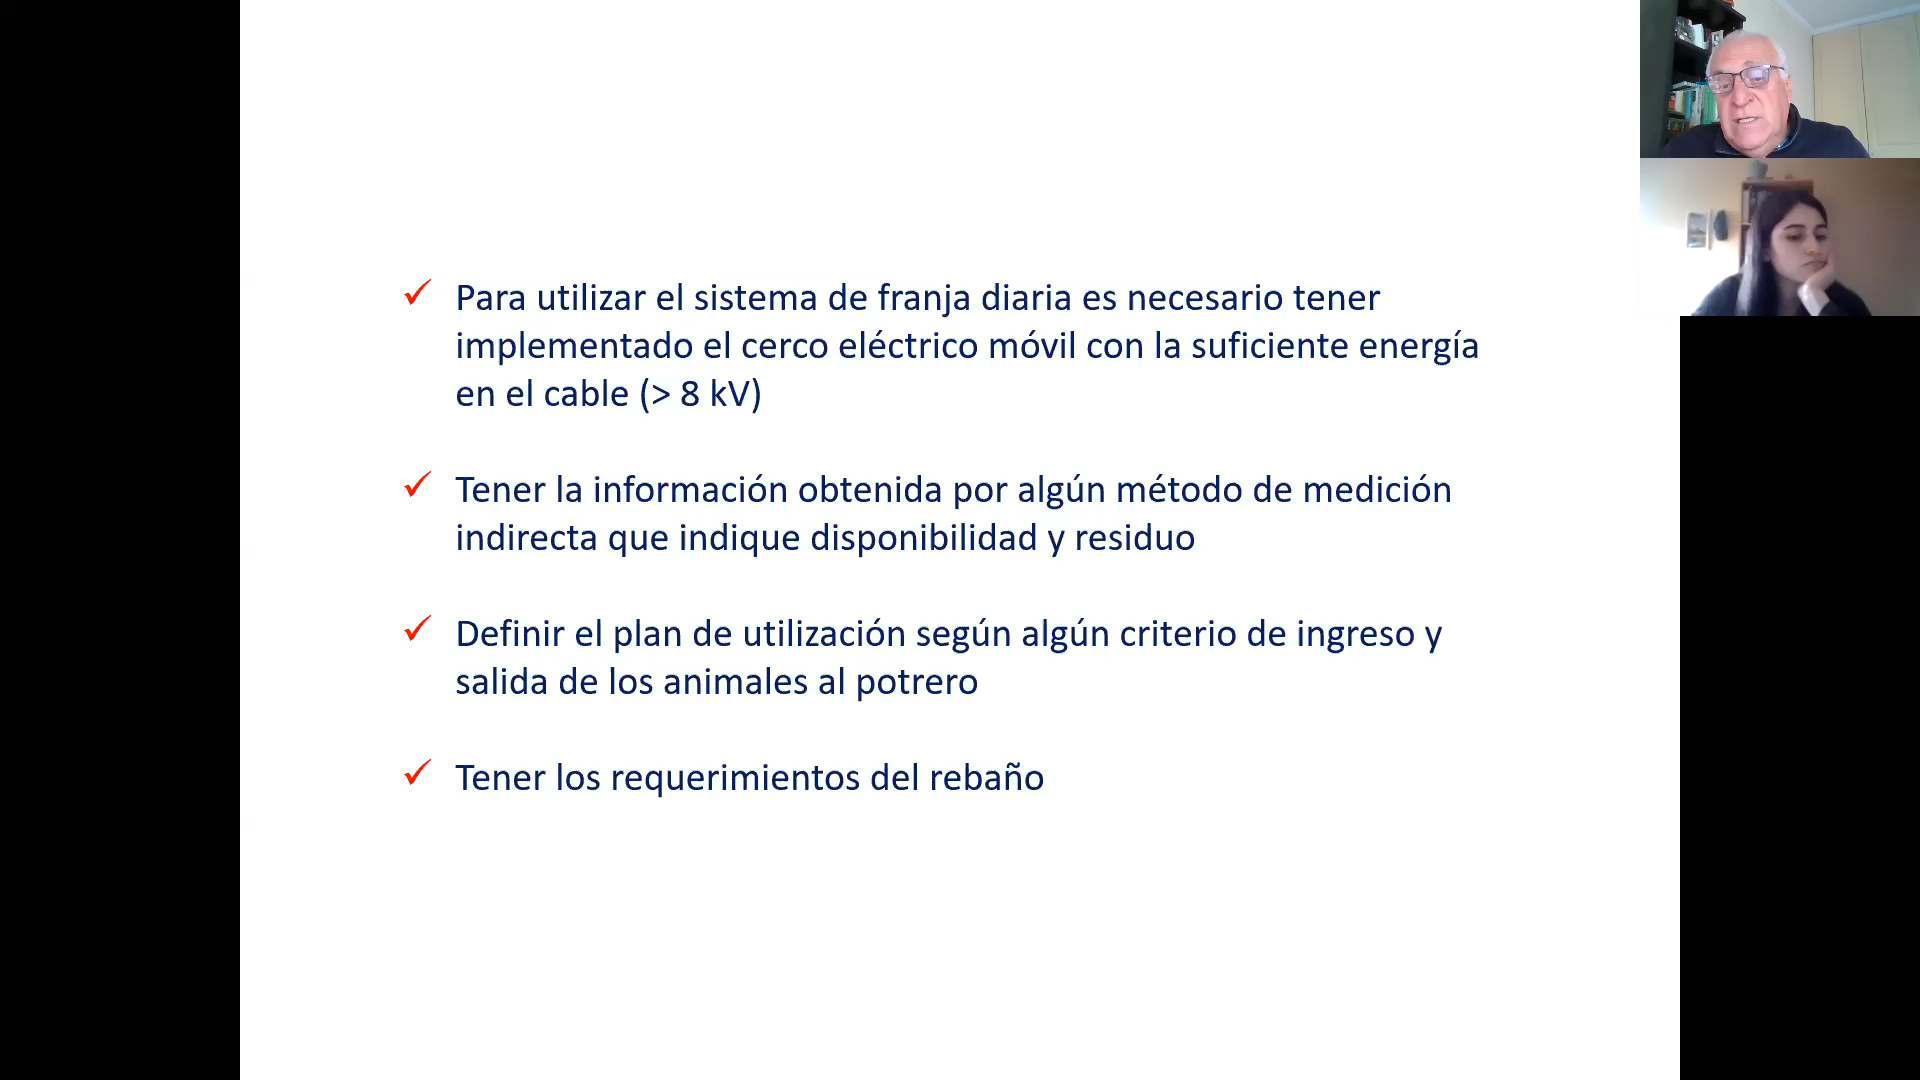 Para utilizar el sistema de franja diaria es necesario tener
implementado el cerco eléctrico móvil con la suficiente energía
en el cable (> 8 kV)
Tener la información obtenida por algún método de medición
indirecta que indique disponibilidad y residuo
Definir el plan de utilización según algún criterio de ingreso y
salida de los animales al potrero
Tener los requerimientos del rebaño